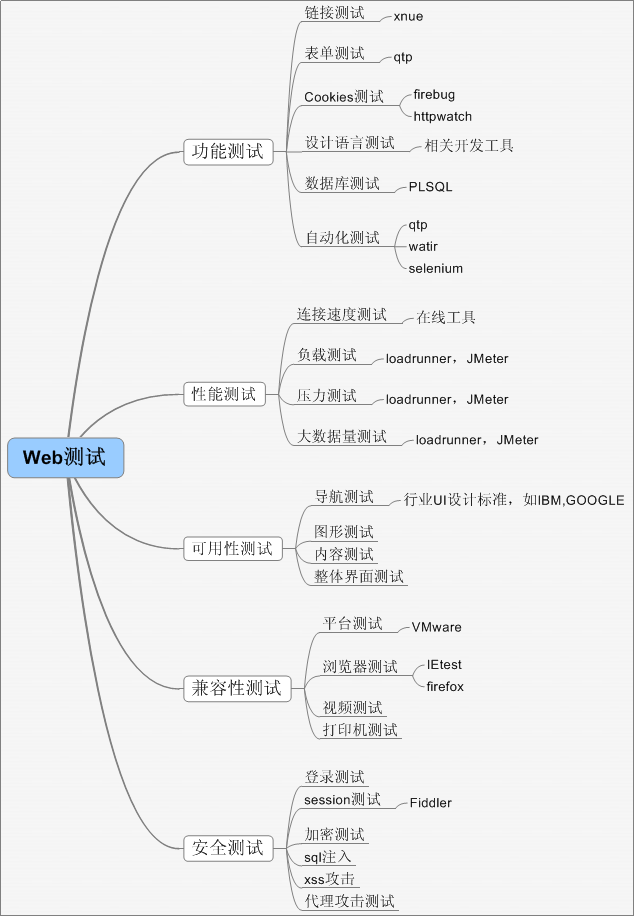 Web测试
功能测试
链接测试
xnue
表单测试
qtp
Cookies测试
firebug
httpwatch
设计语言测试
相关开发工具
数据库测试
PLSQL
自动化测试
qtp
watir
selenium
性能测试
连接速度测试
在线工具
负载测试
loadrunner，JMeter
压力测试
loadrunner，JMeter
大数据量测试
loadrunner，JMeter
可用性测试
导航测试
行业UI设计标准，如IBM,GOOGLE
图形测试
内容测试
整体界面测试
兼容性测试
平台测试
VMware
浏览器测试
IEtest
firefox
视频测试
打印机测试
安全测试
登录测试
session测试
Fiddler
加密测试
sql注入
xss攻击
代理攻击测试